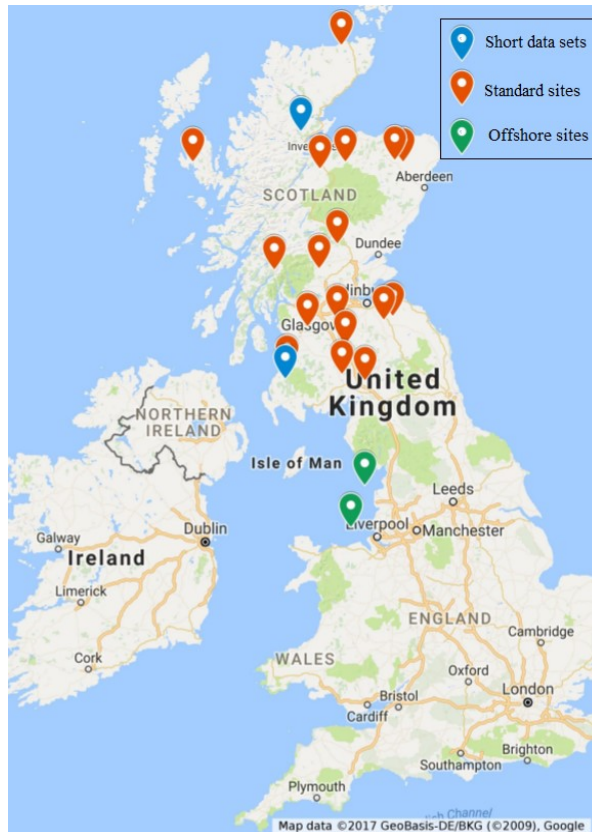 Short data sets
Standard sites
Offshore sites
Inve
Aberdeen
SCOTLAND
Dundee
dinbu
Glasgow
United
Kingdom
NORTHERN
IRELAND
Isle of Man
Leeds
Dublin
Liverpool
Manchester
Galway
Ireland
Limerick
ENGLAND
Cork
WALES
Cambridge
Oxford
London
Bristol
Cardiff
Southampton
Brighton
Plymouth
Map data ©2017 GeoBasis-DE/BKG (©2009), Google